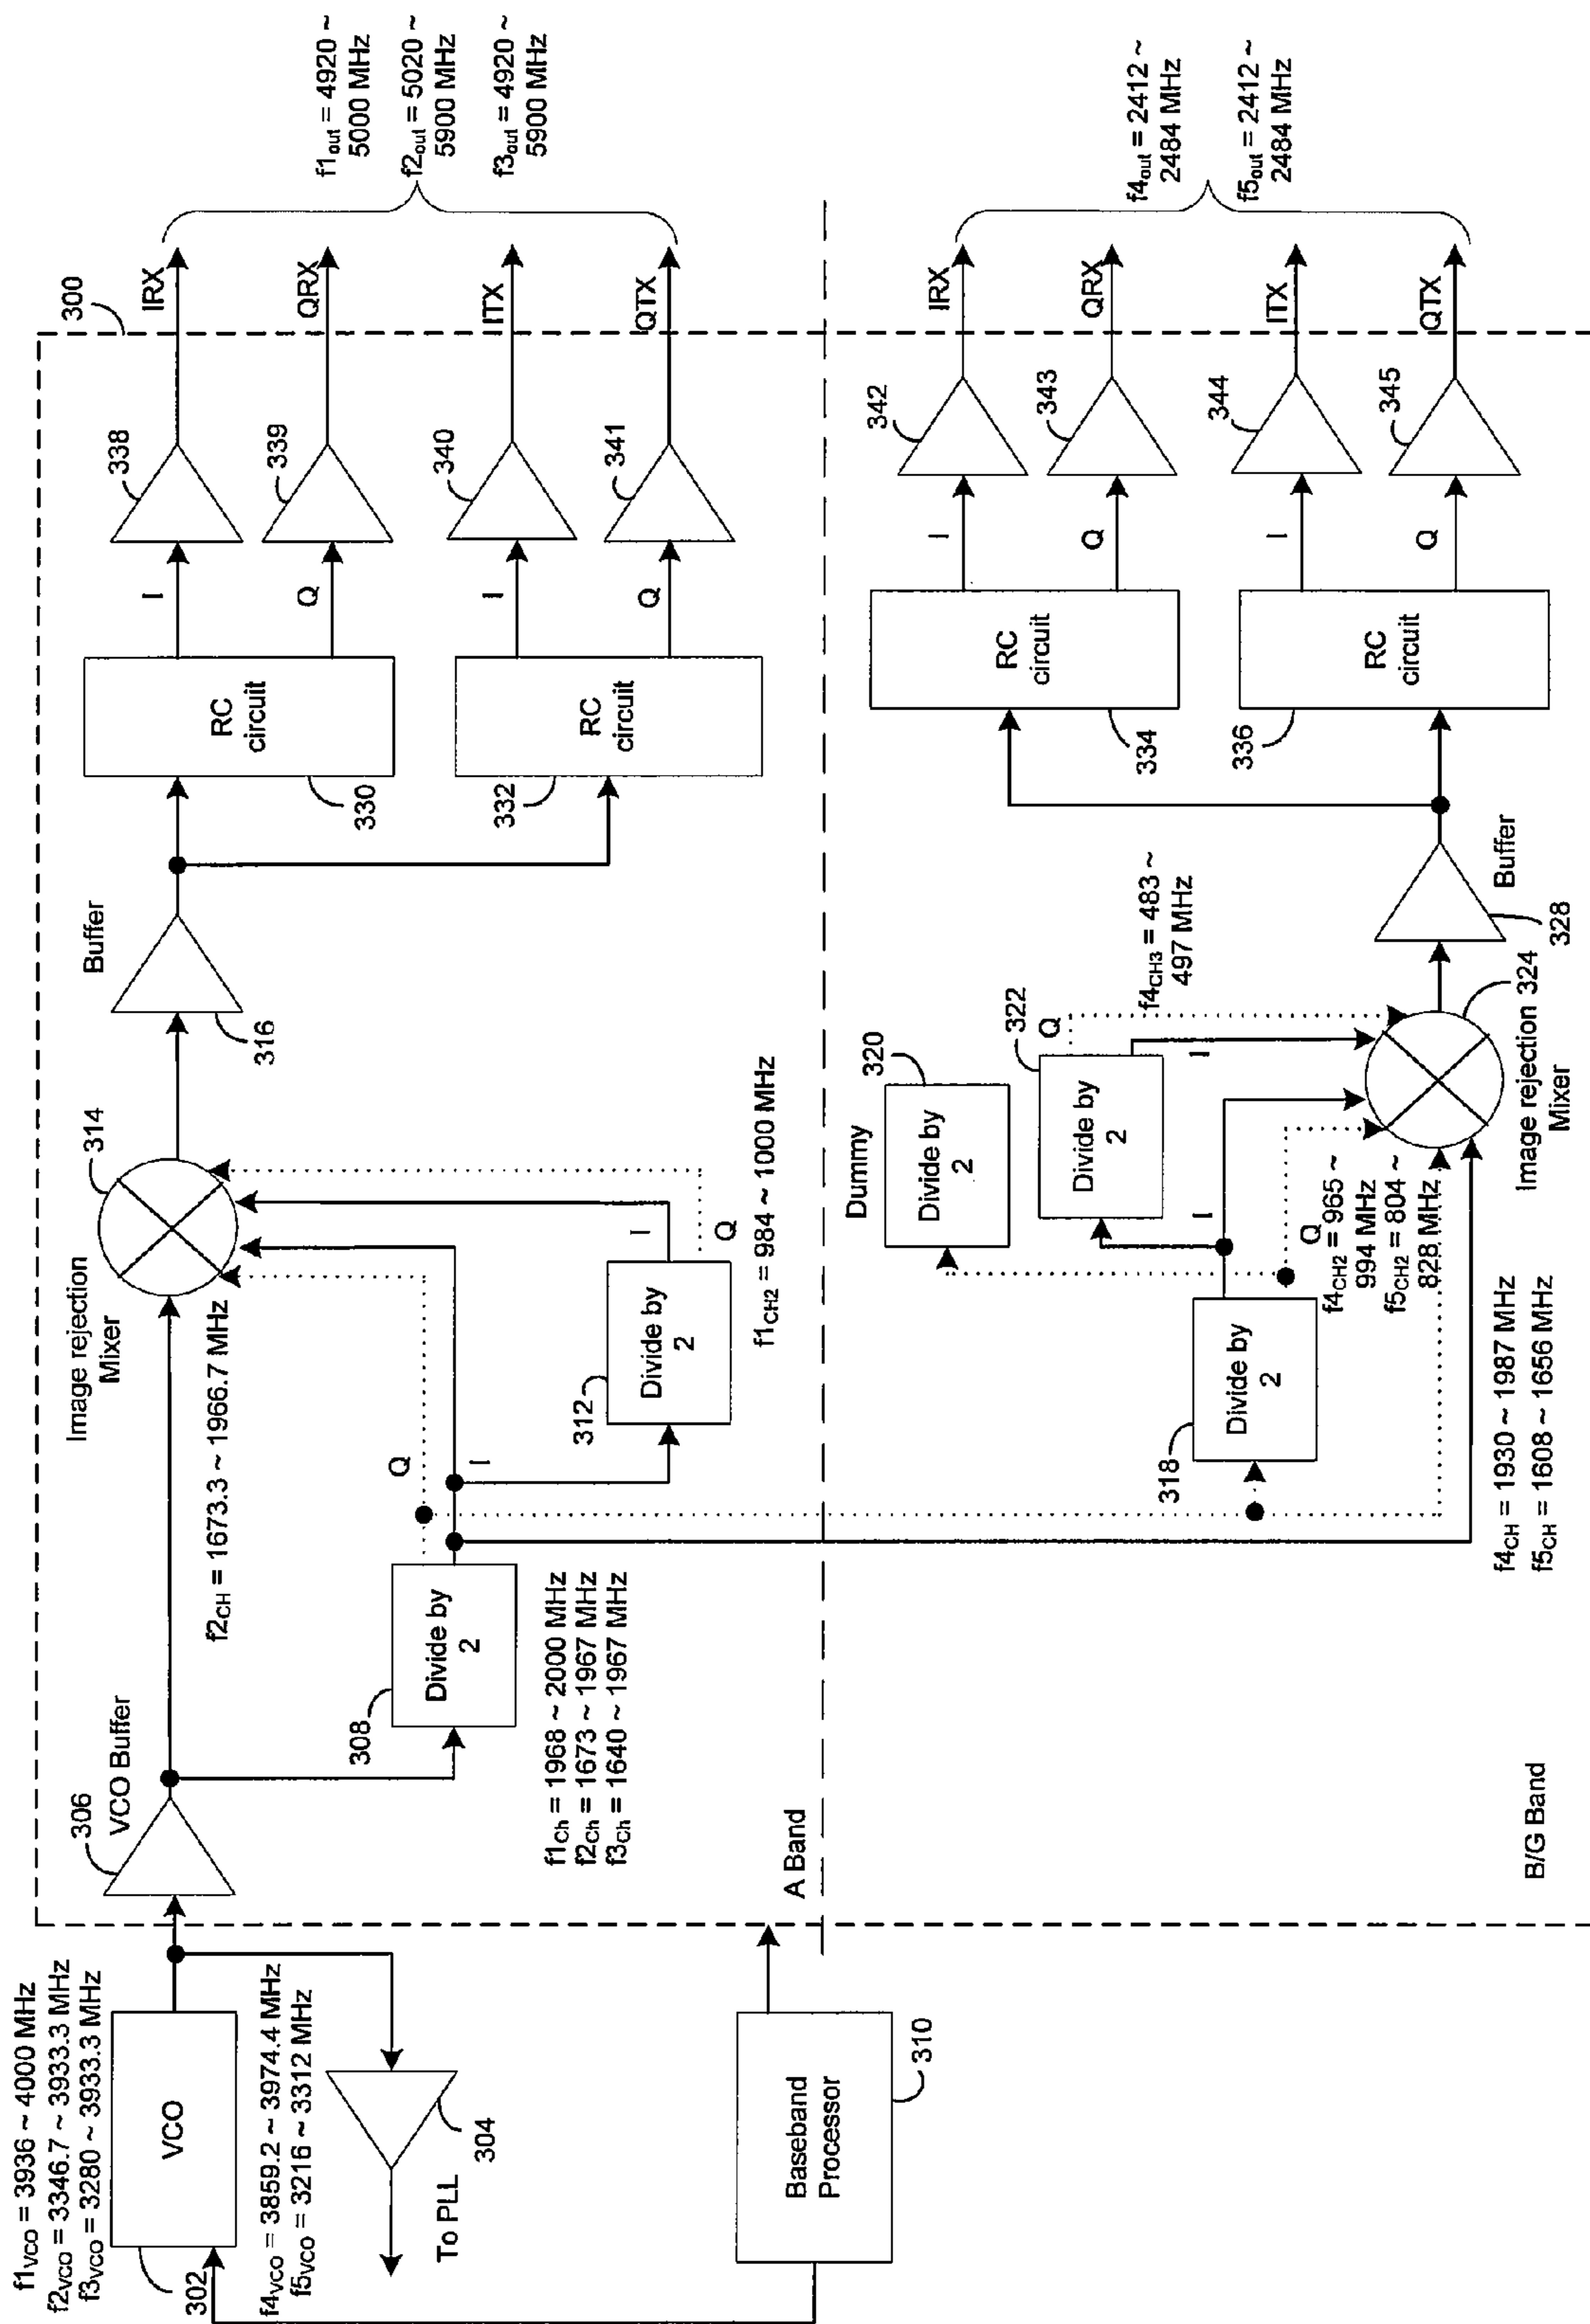 f1VCO = 3936 ~ 4000 MHz
f2VCO = 3346.7 ~ 3933.3 MHz
f3VCO = 3280 ~ 3933.3 MHz
VCO
302
f4VCO = 3859.2 ~ 3974.4 MHz
f5VCO = 3216 ~ 3312 MHz
304
To PLL
Baseband
Processor
310
306
VCO Buffer
308
Divide by
2
f1Ch = 1968 ~ 2000 MHz
f2Ch = 1673 ~ 1967 MHz
f3Ch = 1640 ~ 1967 MHz
A Band
B/G Band
Image rejection
Mixer
314
f2CH = 1673.3 ~ 1966.7 MHz
Q
I
312
Divide by
2
I
Q
f1CH2 = 984 ~ 1000 MHz
Buffer
316
RC
circuit
330
RC
circuit
332
I
Q
I
Q
338
339
340
341
300
IRX
QRX
ITX
QTX
f1out = 4920 ~
5000 MHz
f2out = 5020 ~
5900 MHz
f3out = 4920 ~
5900 MHz
318
Divide by
2
Dummy
320
Divide by
2
322
Divide by
2
I
Q
I
Q
f4CH3 = 483 ~
497 MHz
f4CH2 = 965 ~
994 MHz
f5CH2 = 804 ~
828 MHz
f4CH = 1930 ~ 1987 MHz
f5CH = 1608 ~ 1656 MHz
Image rejection
Mixer
324
Buffer
328
RC
circuit
334
RC
circuit
336
I
Q
I
Q
342
343
344
345
IRX
QRX
ITX
QTX
f4out = 2412 ~
2484 MHz
f5out = 2412 ~
2484 MHz